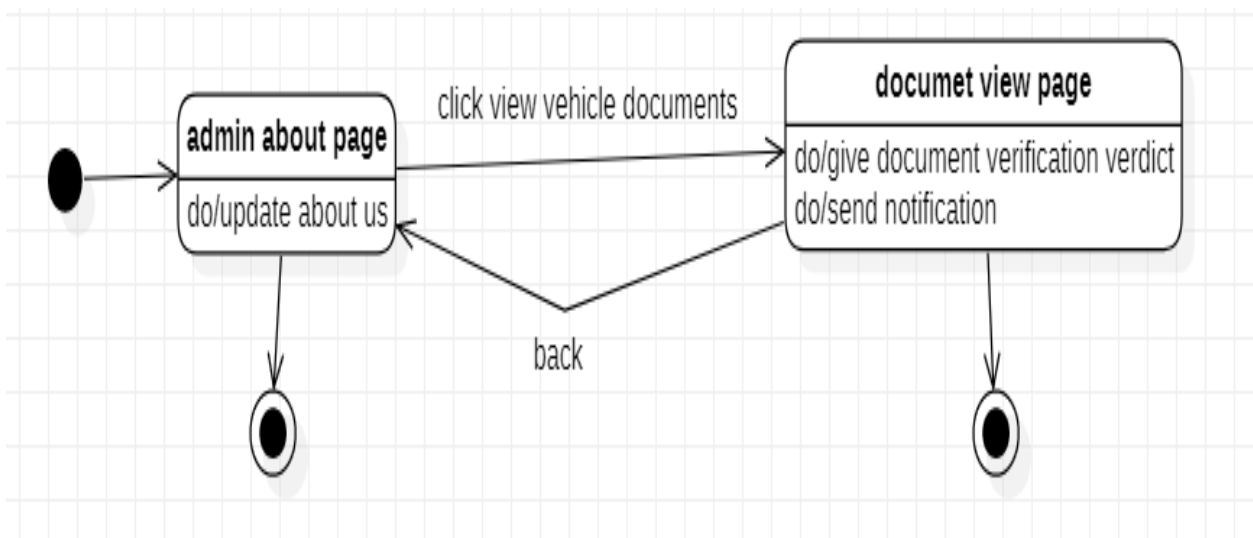 admin about page
do/update about us
click view vehicle documents
documet view page
do/give document verification verdict
do/send notification
back